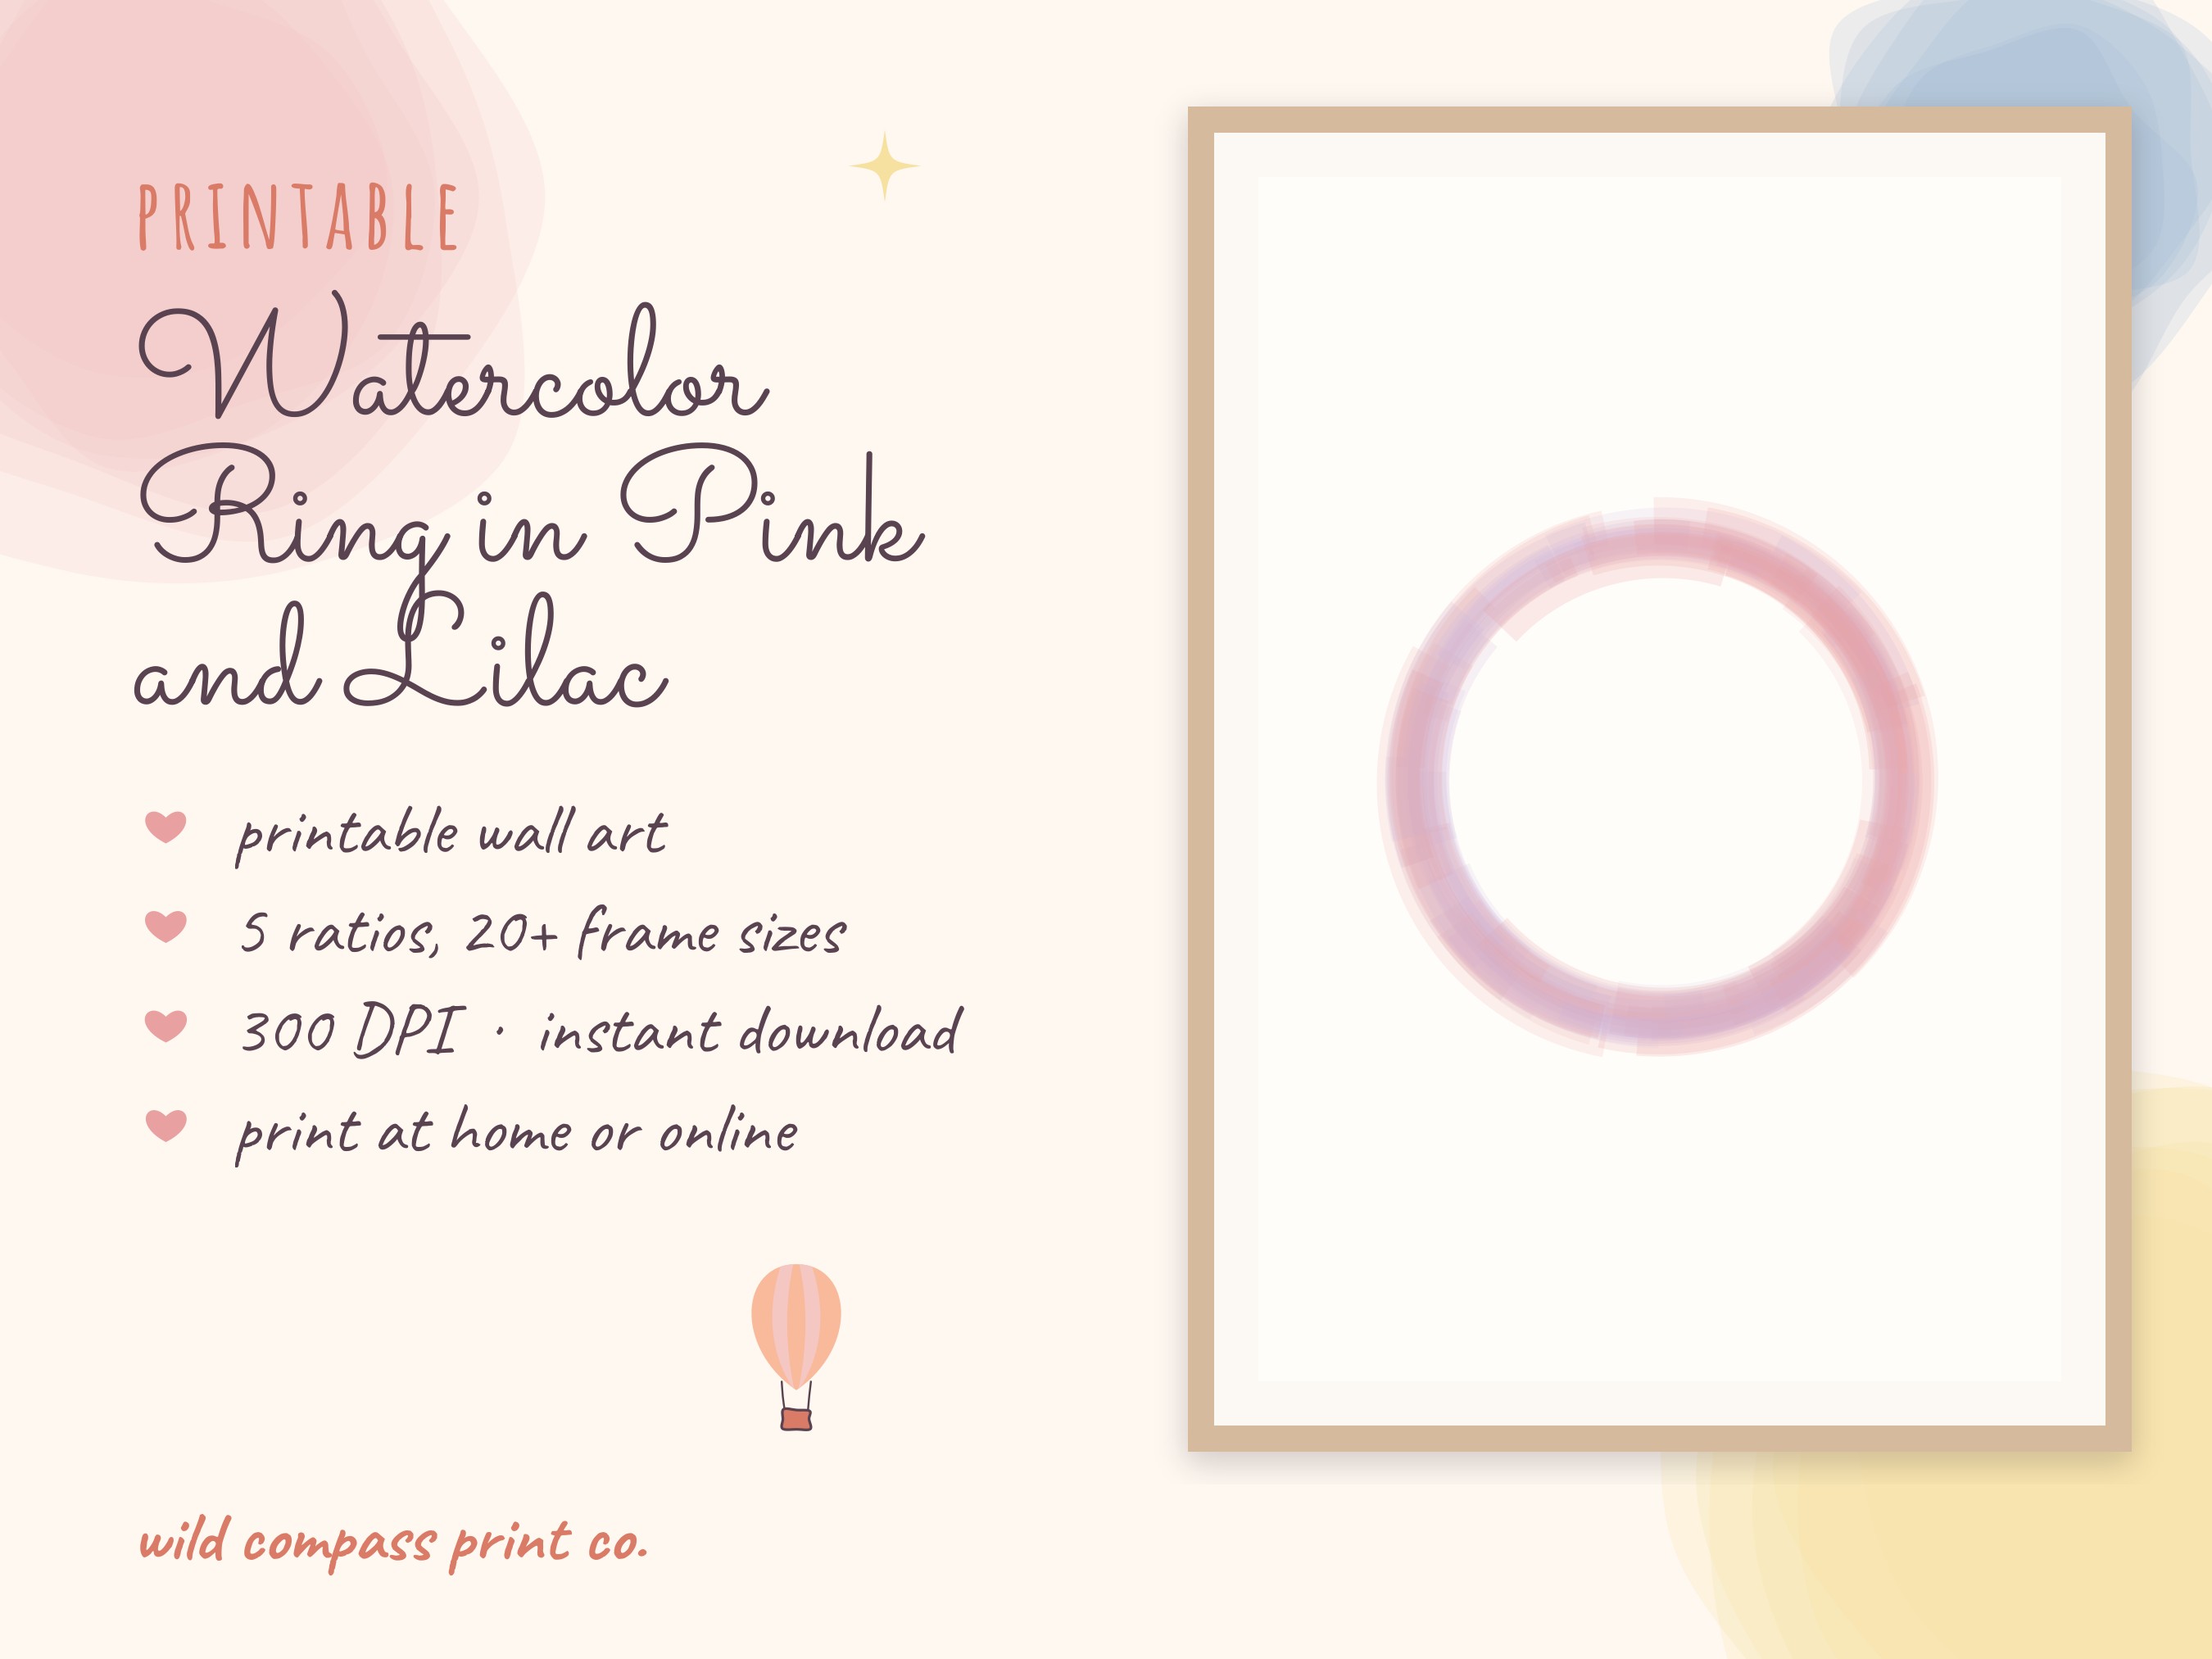 PRINTABLE
Watercolor
Ring in Pink
and Lilac
printable wall art
5 ratios, 20+ frame sizes
300 DPI · instant download
print at home or online
wild compass print co.